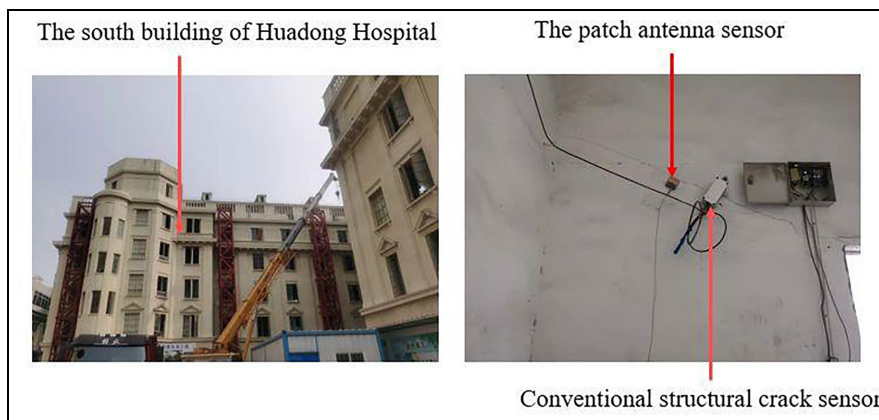 The south building of Huadong Hospital
The patch antenna sensor
Conventional structural crack sensor